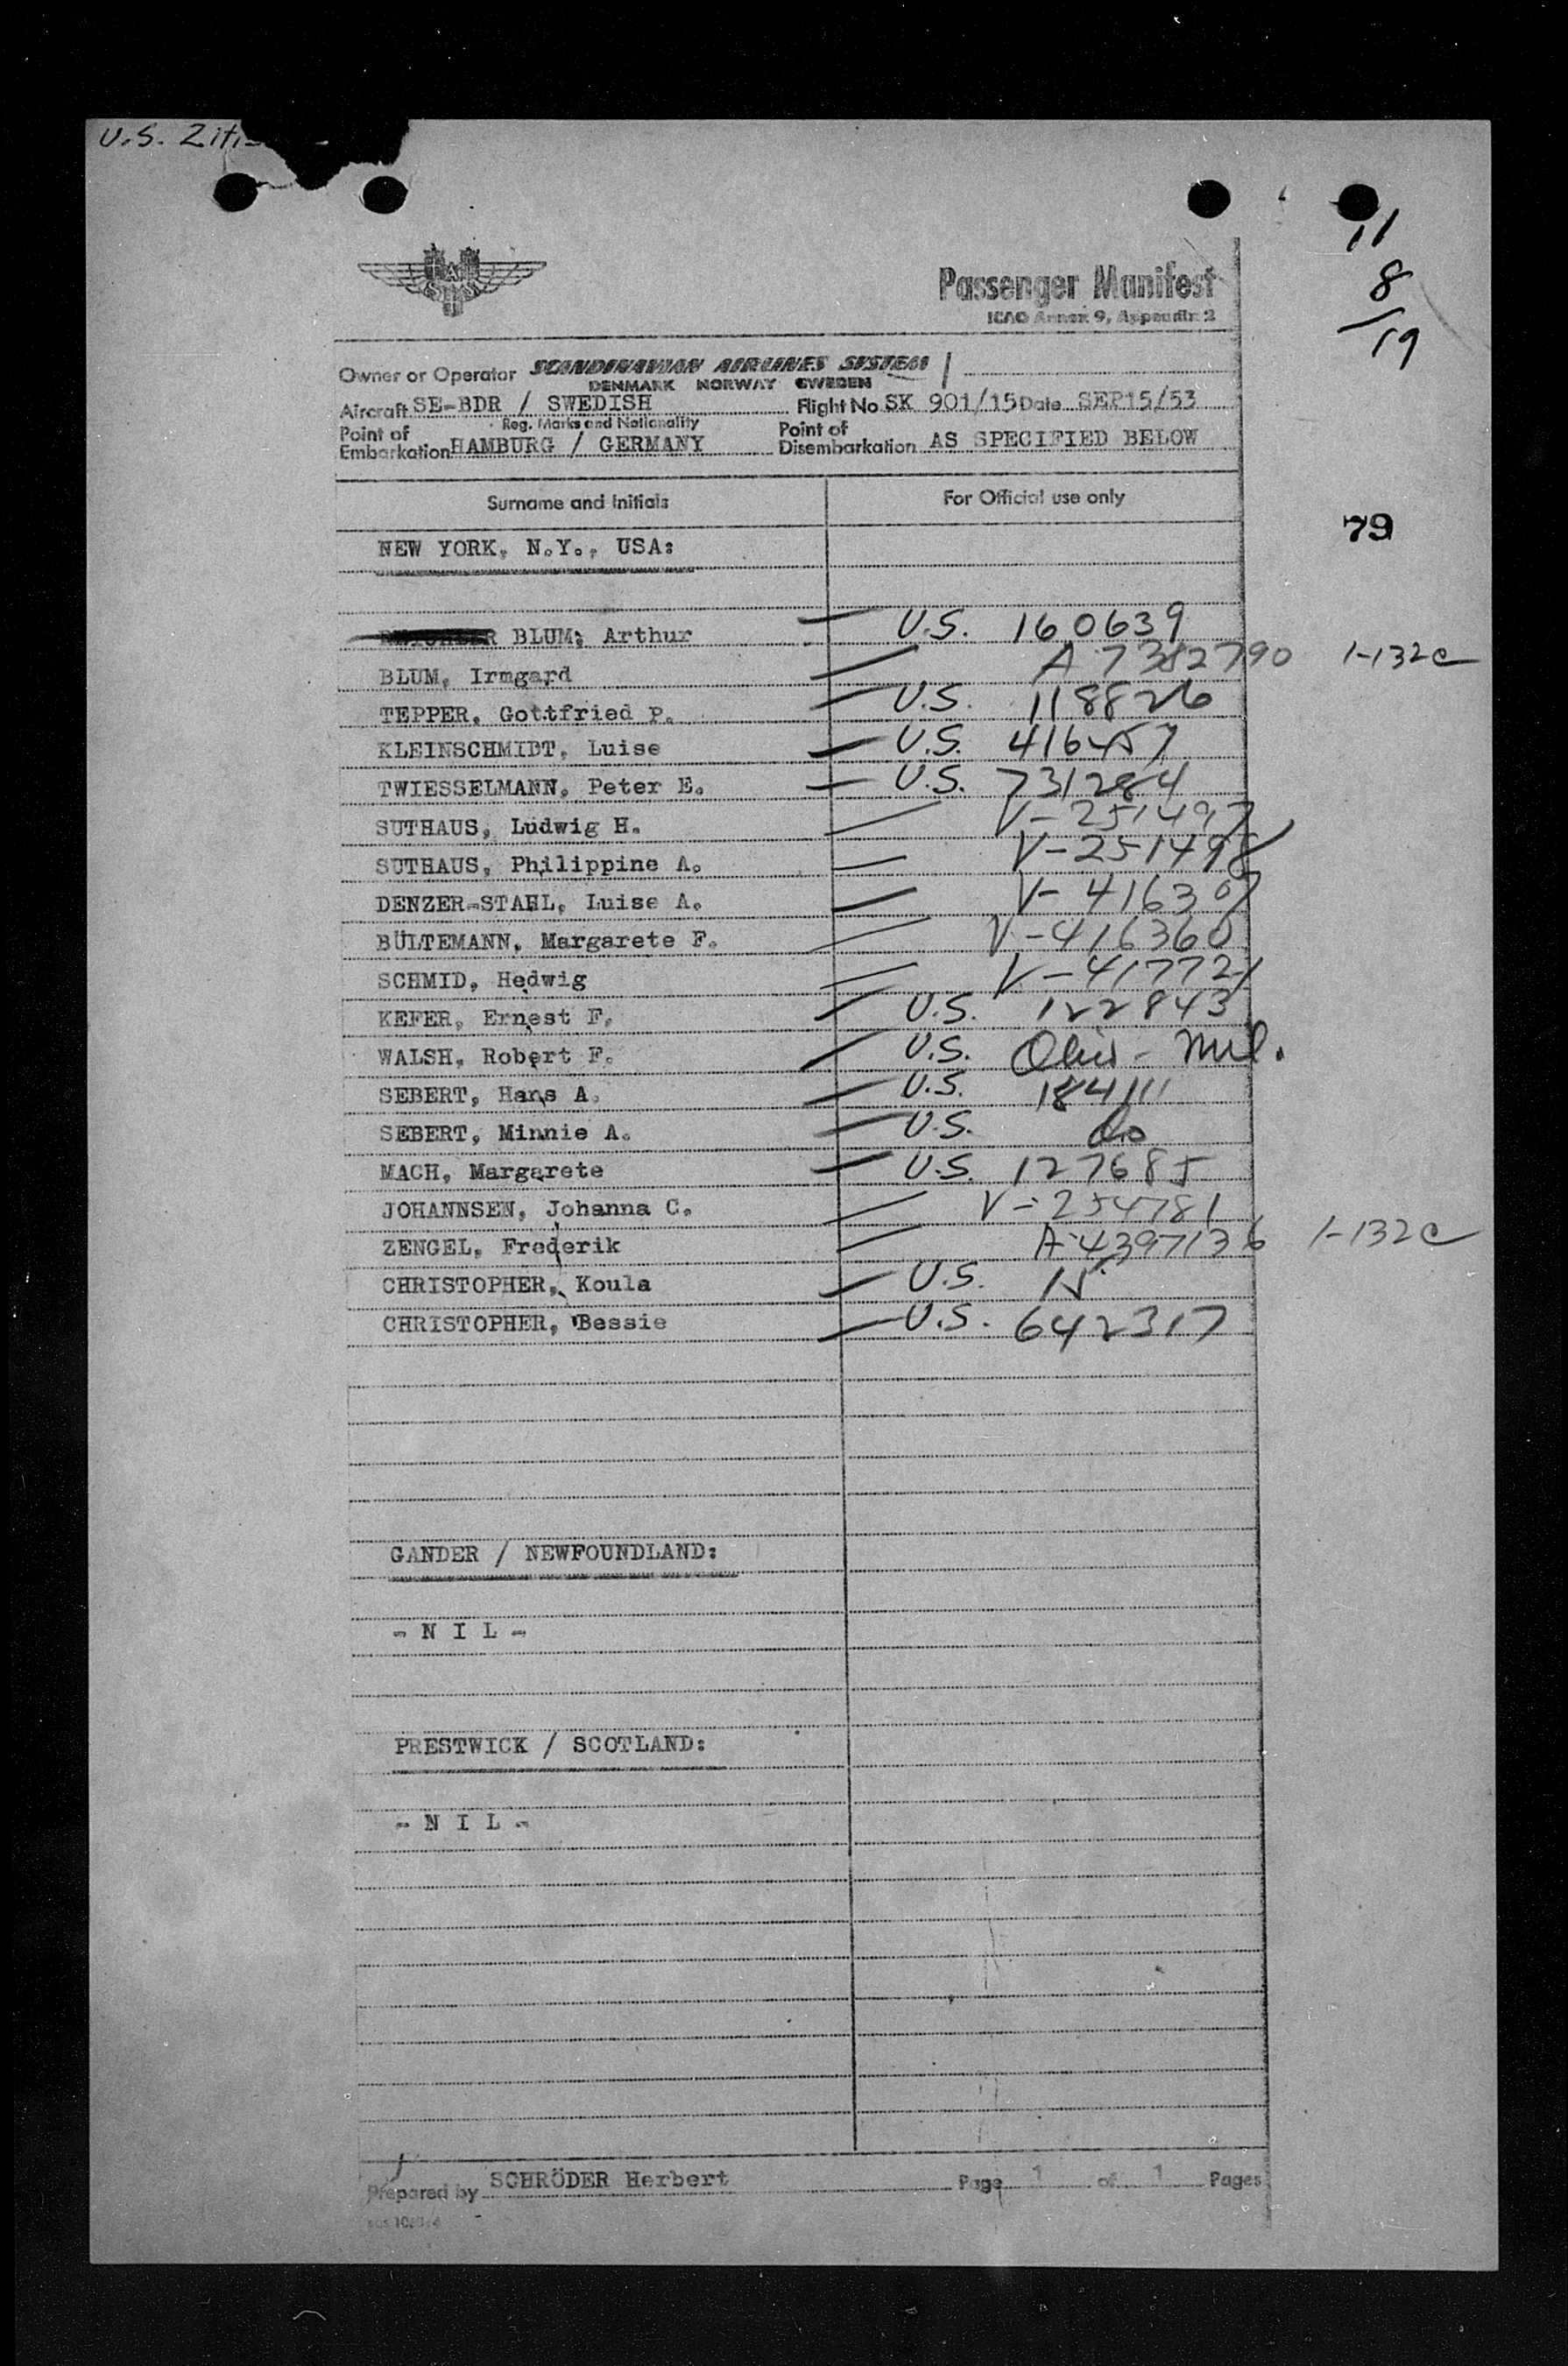 U.S. Ziti-
11
8
/19
Passenger Manifest
ICAO Annex 9, Appendix 2
Owner or Operator SCANDINAVIAN AIRLINES SYSTEM
DENMARK NORWAY SWEDEN
Aircraft SE-BDR / SWEDISH Flight No SK 901/15 Date SEP15/53
Reg. Marks and Nationality
Point of Embarkation HAMBURG / GERMANY Point of Disembarkation AS SPECIFIED BELOW
Surname and Initials For Official use only
79
NEW YORK, N.Y., USA:
BLUM, Arthur U.S. 160639
BLUM, Irmgard A 7382790 1-132c
TEPPER, Gottfried P. U.S. 118826
KLEINSCHMIDT, Luise U.S. 416457
TWIESSELMANN, Peter E. U.S. 731284
SUTHAUS, Ludwig H. V-251497
SUTHAUS, Philippine A. V-251498
DENZER-STAHL, Luise A. V-416307
BÜLTEMANN, Margarete F. V-416360
SCHMID, Hedwig V-417721
KEFER, Ernest F. U.S. 122843
WALSH, Robert F. U.S.
SEBERT, Hans A. U.S. 184111
SEBERT, Minnie A. U.S. do
MACH, Margarete U.S. 127685
JOHANNSEN, Johanna C. V-254781
ZENGEL, Frederik A-4397136 1-132c
CHRISTOPHER, Koula U.S.
CHRISTOPHER, Bessie U.S. 642317
GANDER / NEWFOUNDLAND:
- N I L -
PRESTWICK / SCOTLAND:
- N I L -
Prepared by SCHRÖDER Herbert Page 1 of 1 Pages